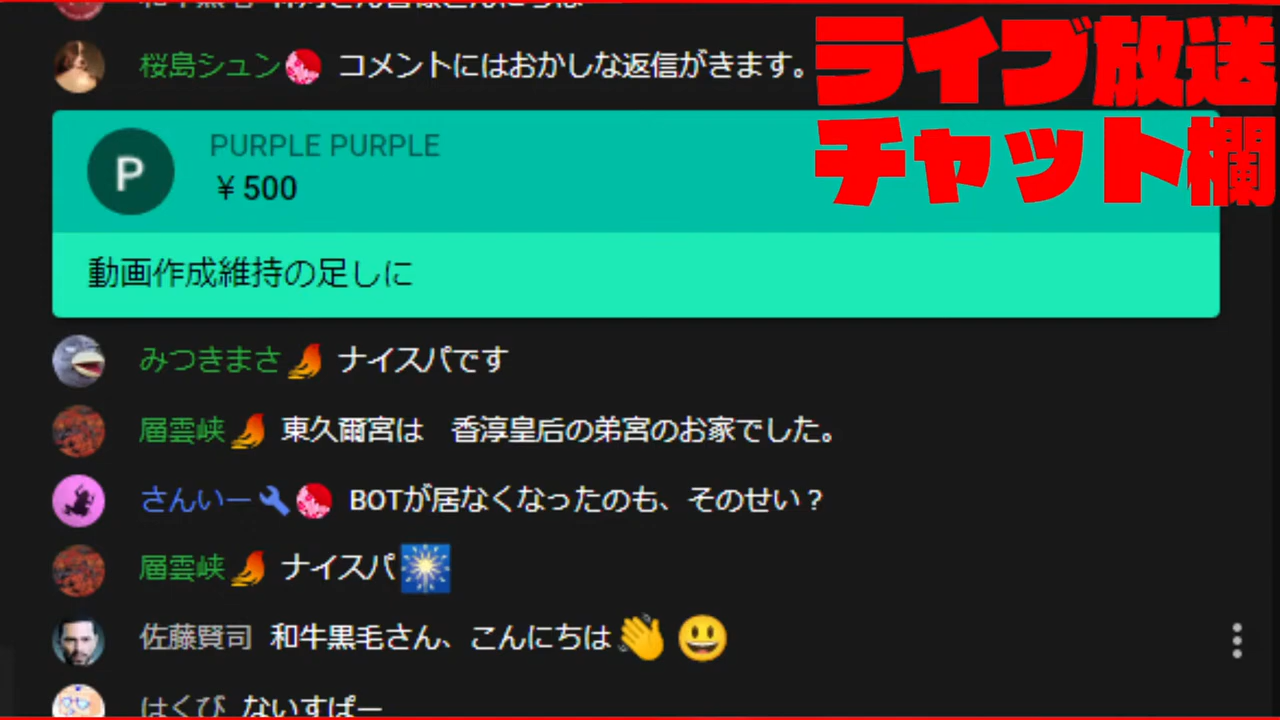 ライブ放送
チャット欄
桜島シュン コメントにはおかしな返信がきます。
P
PURPLE PURPLE
￥500
動画作成維持の足しに
みつきまさ ナイスパです
層雲峡 東久爾宮は 香淳皇后の弟宮のお家でした。
さんいー BOTが居なくなったのも、そのせい？
層雲峡 ナイスパ
佐藤賢司 和牛黒毛さん、こんにちは👋😃
はくび ないすぱー